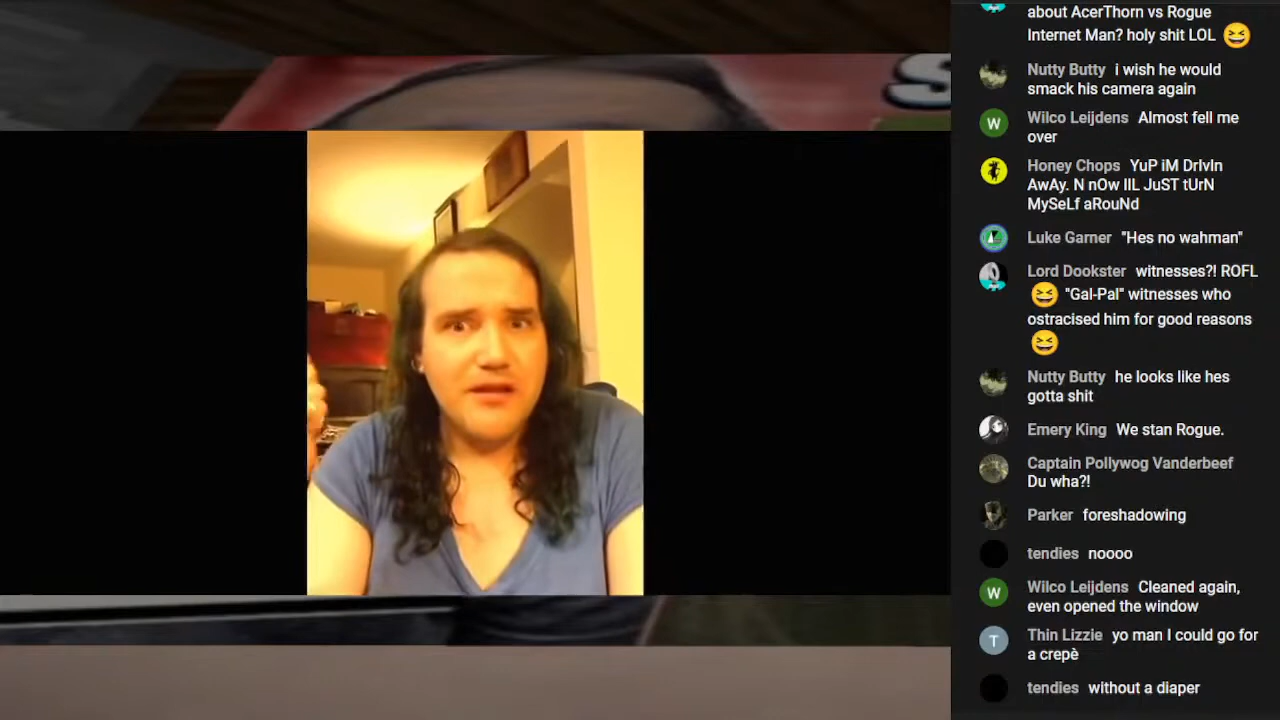 about AcerThorn vs Rogue
Internet Man? holy shit LOL 😆
Nutty Butty i wish he would
smack his camera again
W Wilco Leijdens Almost fell me
over
Honey Chops YuP iM DrIvIn
AwAy. N nOw IIL JuST tUrN
MySeLf aRouNd
Luke Garner "Hes no wahman"
Lord Dookster witnesses?! ROFL
😆 "Gal-Pal" witnesses who
ostracised him for good reasons
😆
Nutty Butty he looks like hes
gotta shit
Emery King We stan Rogue.
Captain Pollywog Vanderbeef
Du wha?!
Parker foreshadowing
tendies noooo
W Wilco Leijdens Cleaned again,
even opened the window
T Thin Lizzie yo man I could go for
a crepè
tendies without a diaper
S